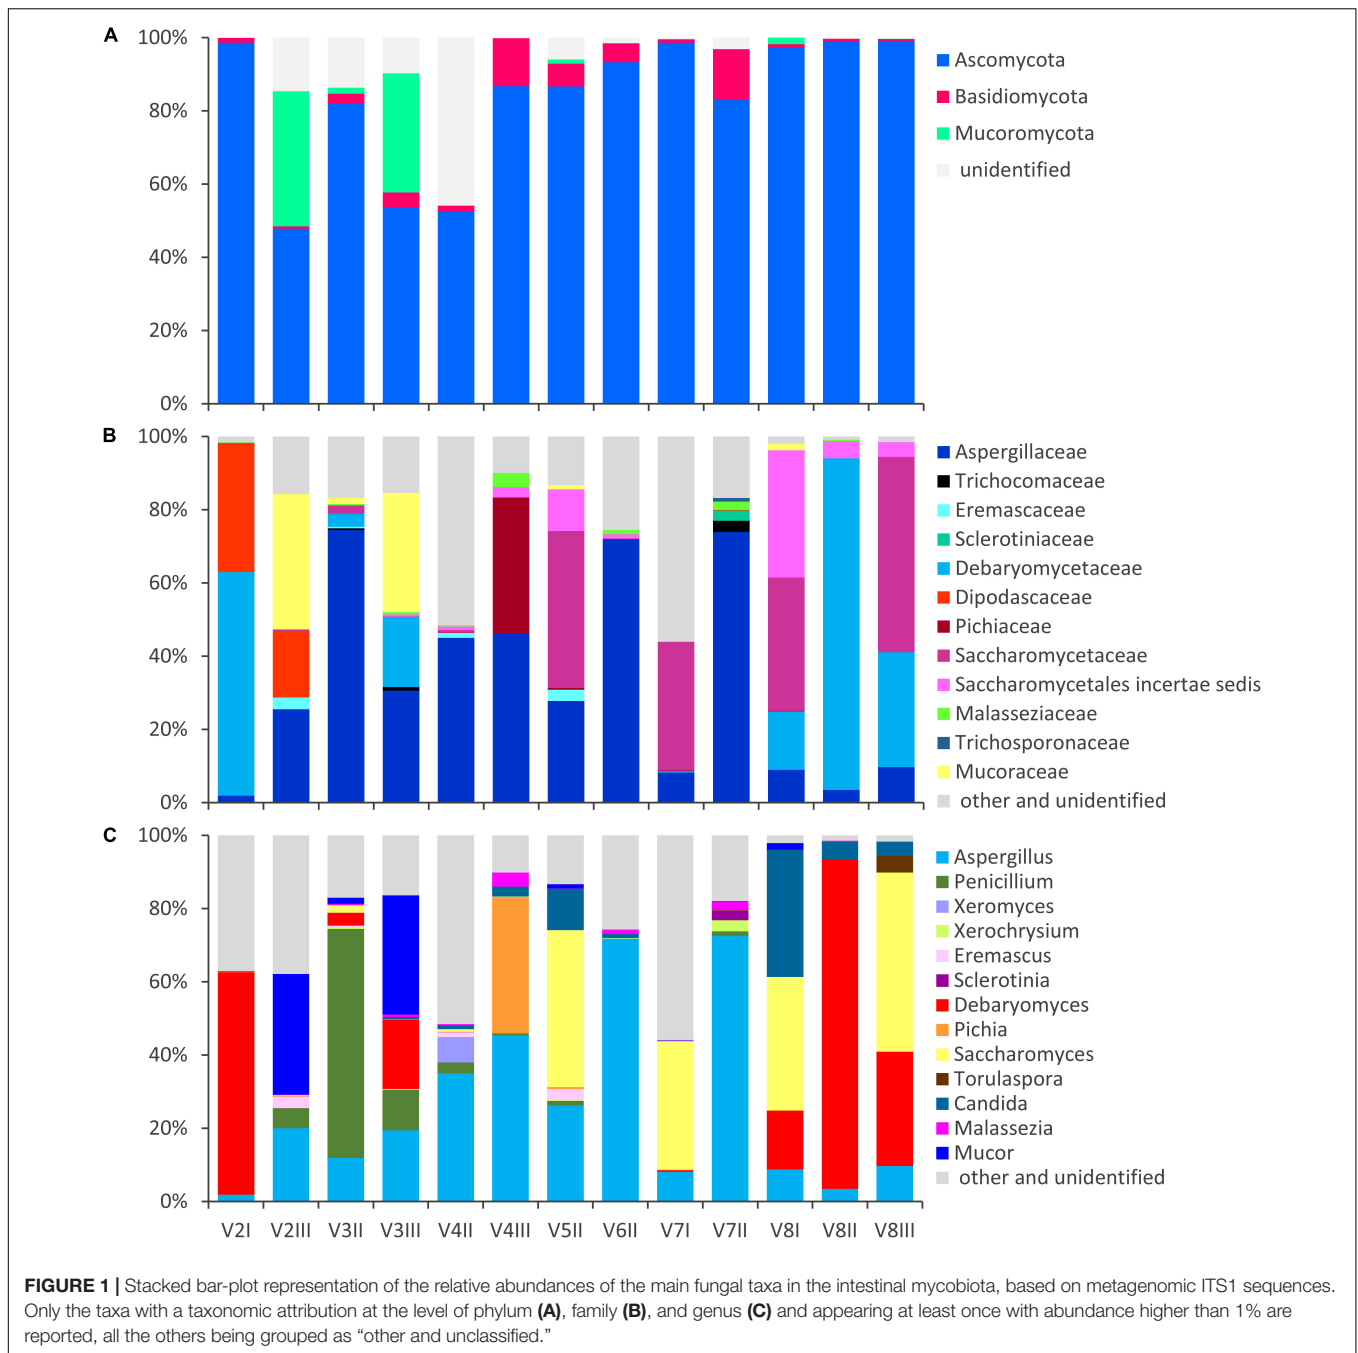 A
100%
80%
60%
40%
20%
0%
Ascomycota
Basidiomycota
Mucoromycota
unidentified
B
100%
80%
60%
40%
20%
0%
Aspergillaceae
Trichocomaceae
Eremascaceae
Sclerotiniaceae
Debaryomycetaceae
Dipodascaceae
Pichiaceae
Saccharomycetaceae
Saccharomycetales incertae sedis
Malasseziaceae
Trichosporonaceae
Mucoraceae
other and unidentified
C
100%
80%
60%
40%
20%
0%
Aspergillus
Penicillium
Xeromyces
Xerochrysium
Eremascus
Sclerotinia
Debaryomyces
Pichia
Saccharomyces
Torulaspora
Candida
Malassezia
Mucor
other and unidentified
V2I V2III V3II V3III V4II V4III V5II V6II V7I V7II V8I V8II V8III
FIGURE 1 | Stacked bar-plot representation of the relative abundances of the main fungal taxa in the intestinal mycobiota, based on metagenomic ITS1 sequences.
Only the taxa with a taxonomic attribution at the level of phylum (A), family (B), and genus (C) and appearing at least once with abundance higher than 1% are
reported, all the others being grouped as “other and unclassified.”